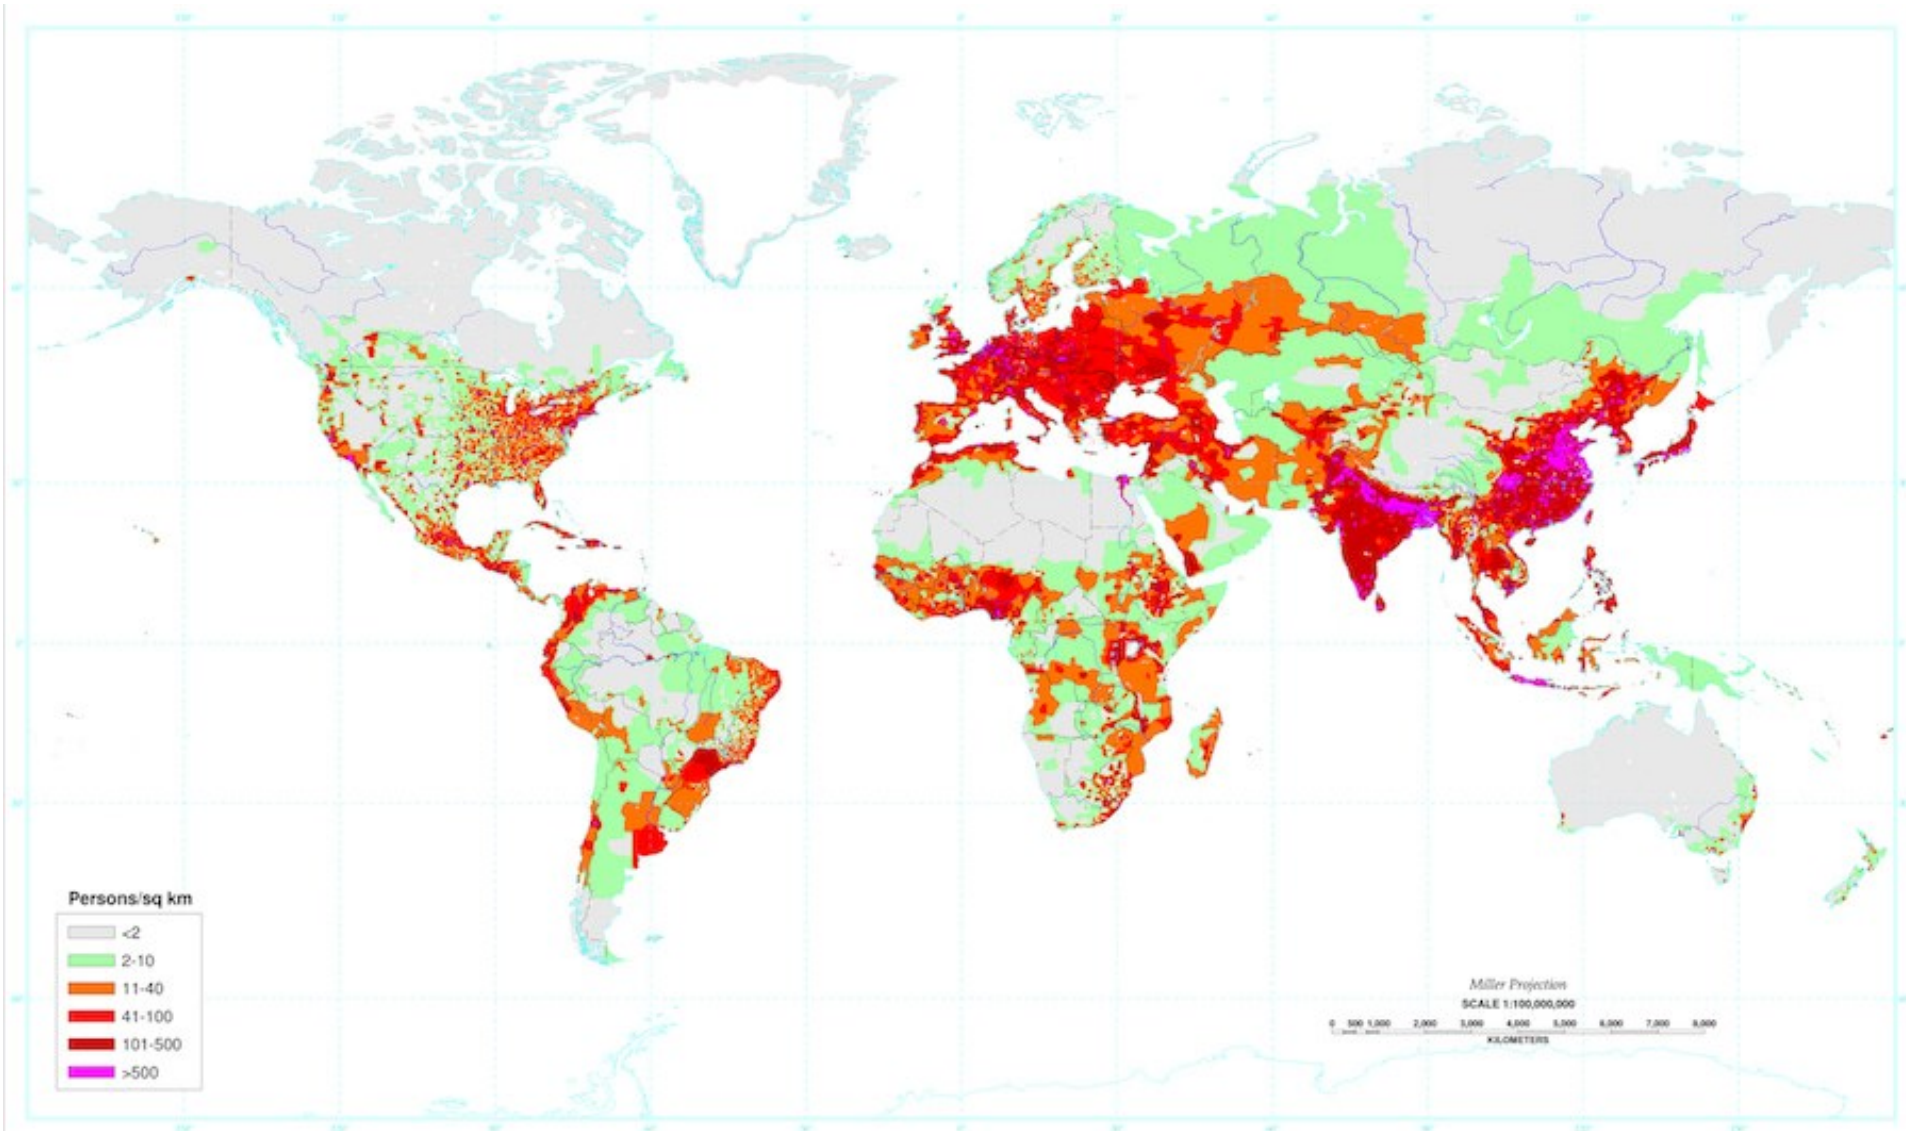 Persons/sq km
<2
2-10
11-40
41-100
101-500
>500
Miller Projection
SCALE 1:100,000,000
0 500 1,000 2,000 3,000 4,000 5,000 6,000 7,000 8,000
KILOMETERS